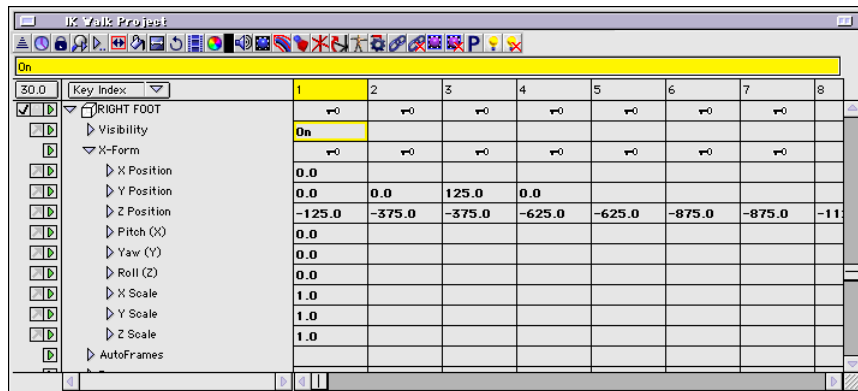 IK Walk Project
P
On
30.0 Key Index 1 2 3 4 5 6 7 8
RIGHT FOOT
Visibility On
X-Form
X Position 0.0
Y Position 0.0 0.0 125.0 0.0
Z Position -125.0 -375.0 -375.0 -625.0 -625.0 -875.0 -875.0 -11
Pitch (X) 0.0
Yaw (Y) 0.0
Roll (Z) 0.0
X Scale 1.0
Y Scale 1.0
Z Scale 1.0
AutoFrames